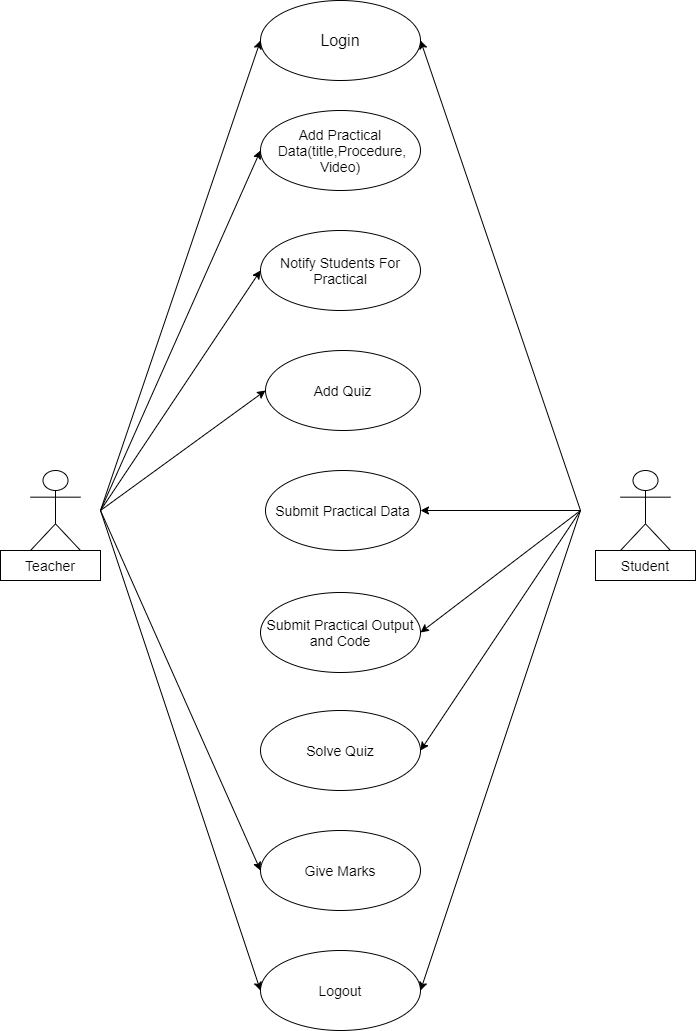 Login
Add Practical
Data(title,Procedure,
Video)
Notify Students For
Practical
Add Quiz
Submit Practical Data
Teacher
Student
Submit Practical Output
and Code
Solve Quiz
Give Marks
Logout